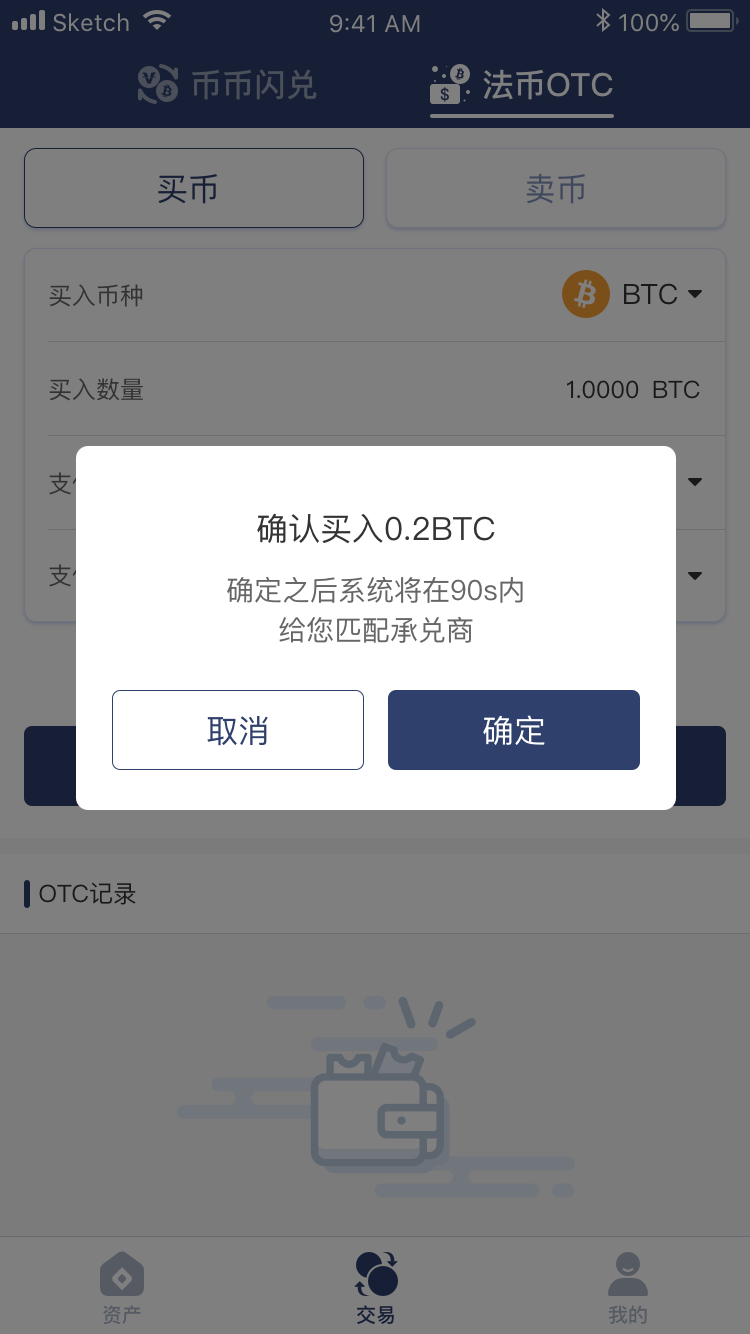 Sketch 9:41 AM 100%
币币闪兑 法币OTC
买币 卖币
买入币种 BTC
买入数量 1.0000 BTC
支
支
确认买入0.2BTC
确定之后系统将在90s内
给您匹配承兑商
取消 确定
OTC记录
资产 交易 我的